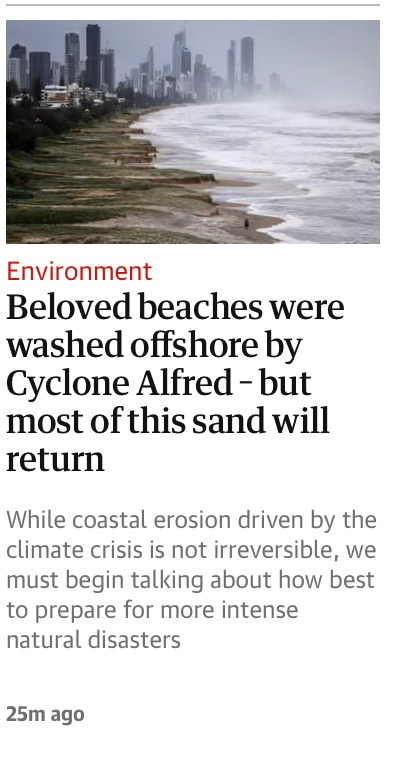 Environment
Beloved beaches were
washed offshore by
Cyclone Alfred – but
most of this sand will
return
While coastal erosion driven by the
climate crisis is not irreversible, we
must begin talking about how best
to prepare for more intense
natural disasters
25m ago